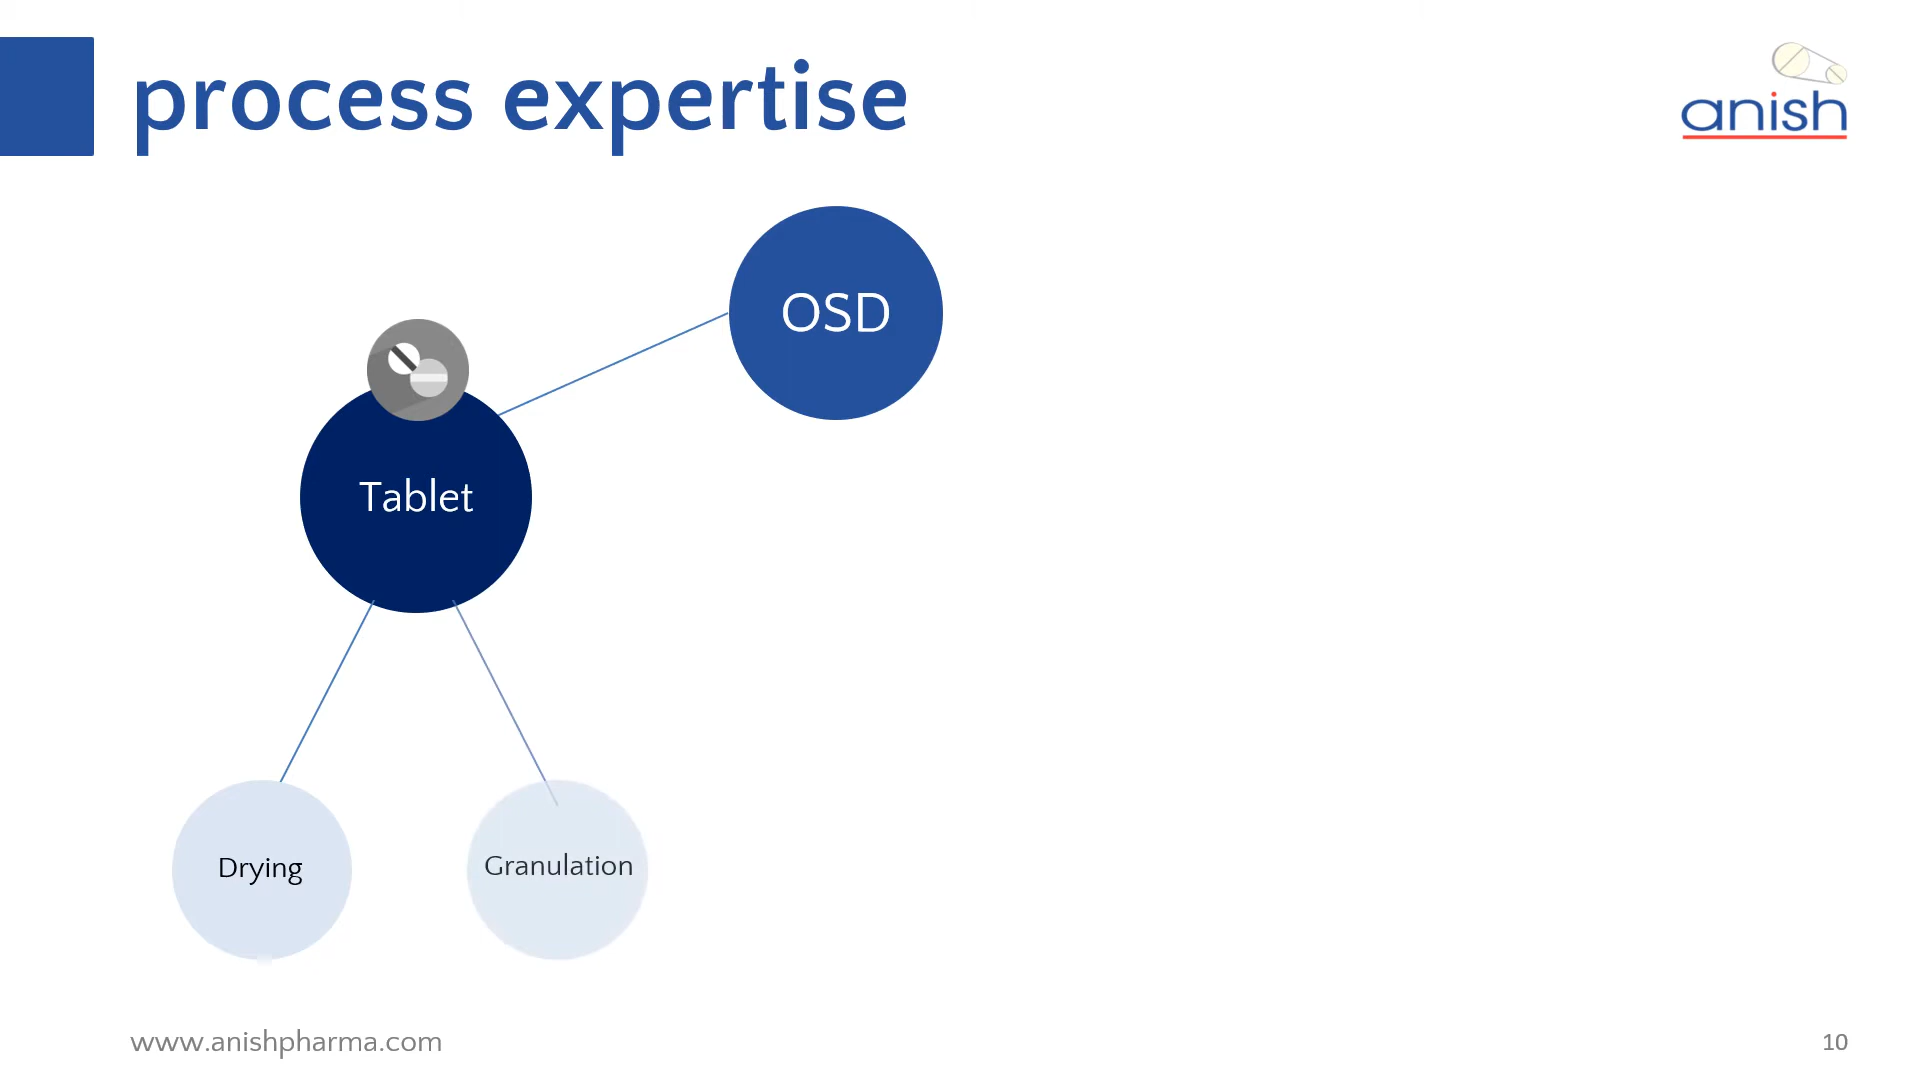 process expertise
anish
OSD
Tablet
Drying
Granulation
www.anishpharma.com
10